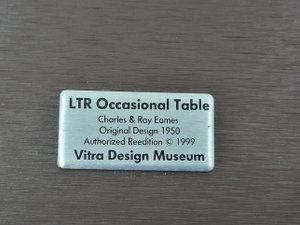 LTR Occasional Table
Charles & Ray Eames
Original Design 1950
Authorized Reedition © 1999
Vitra Design Museum